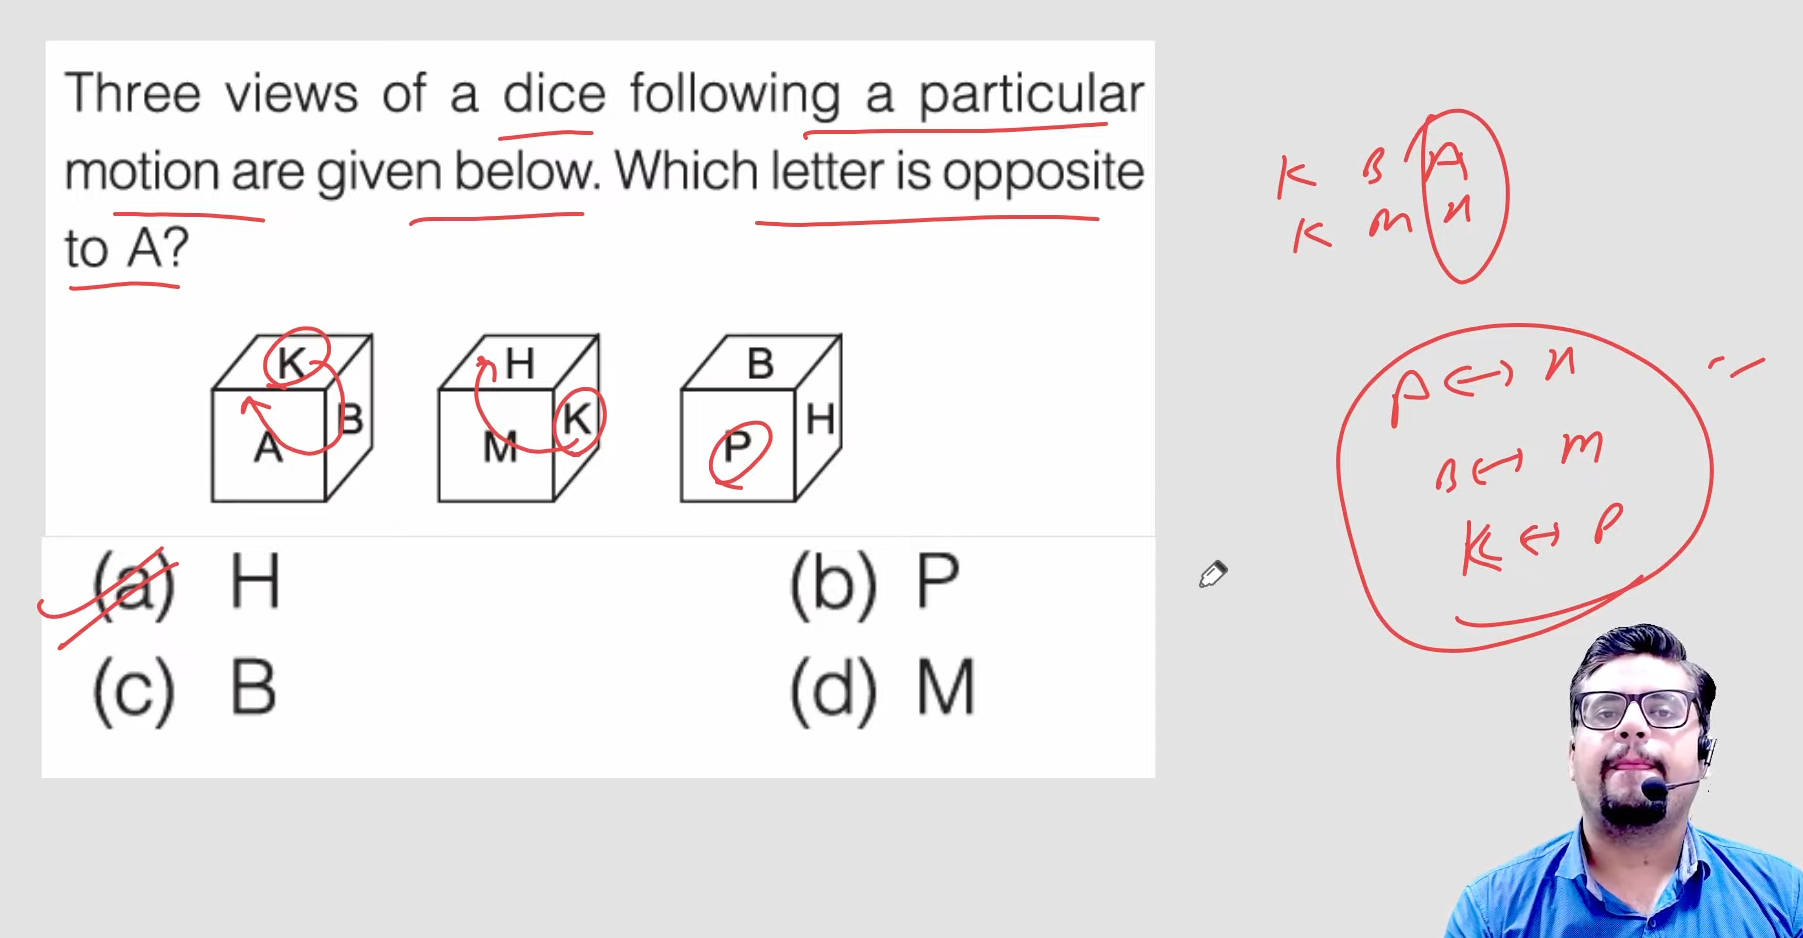 Three views of a dice following a particular
motion are given below. Which letter is opposite
to A?
K
A B
H
M K
B
P H
(a) H
(b) P
(c) B
(d) M
K B A
K M H
A ↔ H
B ↔ M
K ↔ P